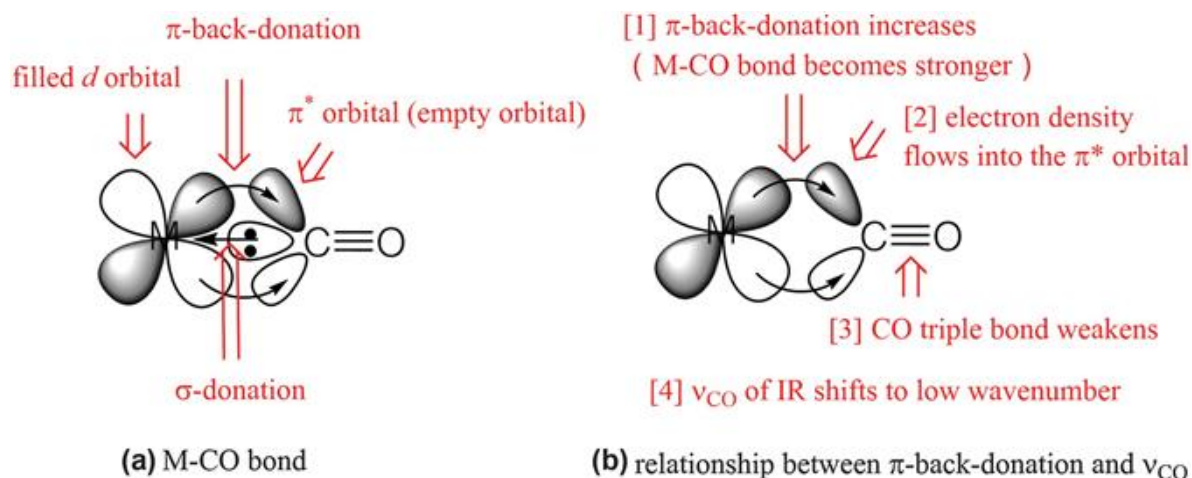 π-back-donation
filled d orbital
π* orbital (empty orbital)
M
C≡O
σ-donation
(a) M-CO bond
[1] π-back-donation increases
( M-CO bond becomes stronger )
[2] electron density
flows into the π* orbital
M
C≡O
[3] CO triple bond weakens
[4] νCO of IR shifts to low wavenumber
(b) relationship between π-back-donation and νCO